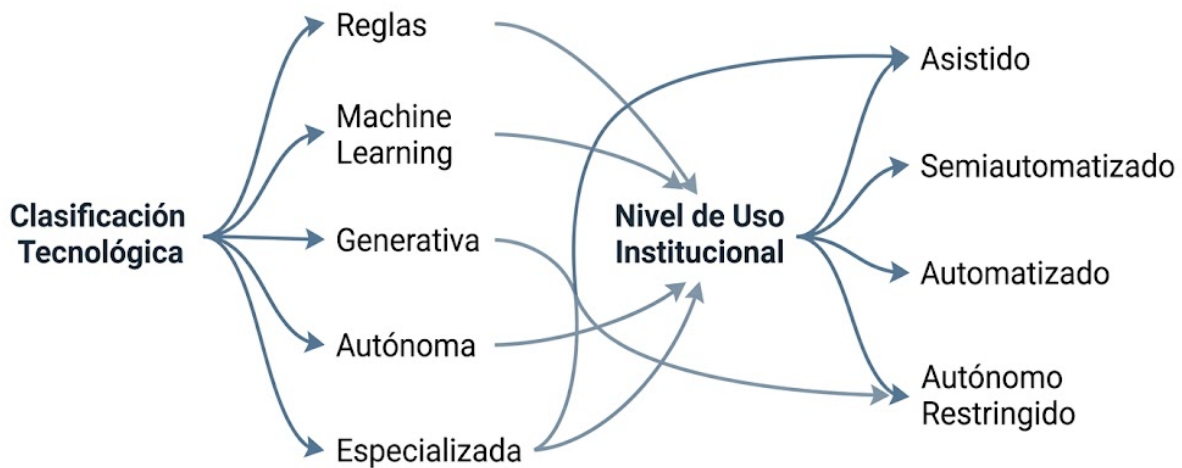 Clasificación
Tecnológica
Reglas
Machine
Learning
Generativa
Autónoma
Especializada
Nivel de Uso
Institucional
Asistido
Semiautomatizado
Automatizado
Autónomo
Restringido